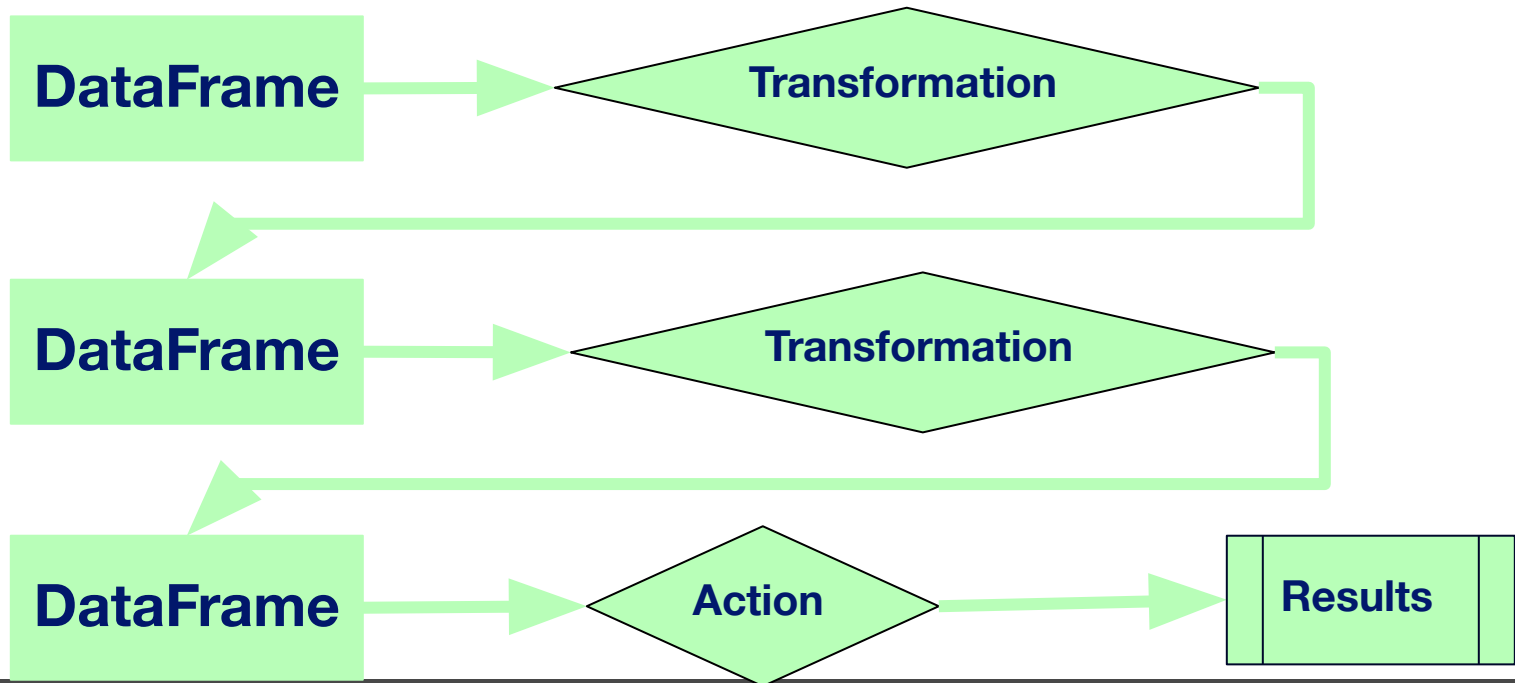 DataFrame
Transformation
DataFrame
Transformation
DataFrame
Action
Results